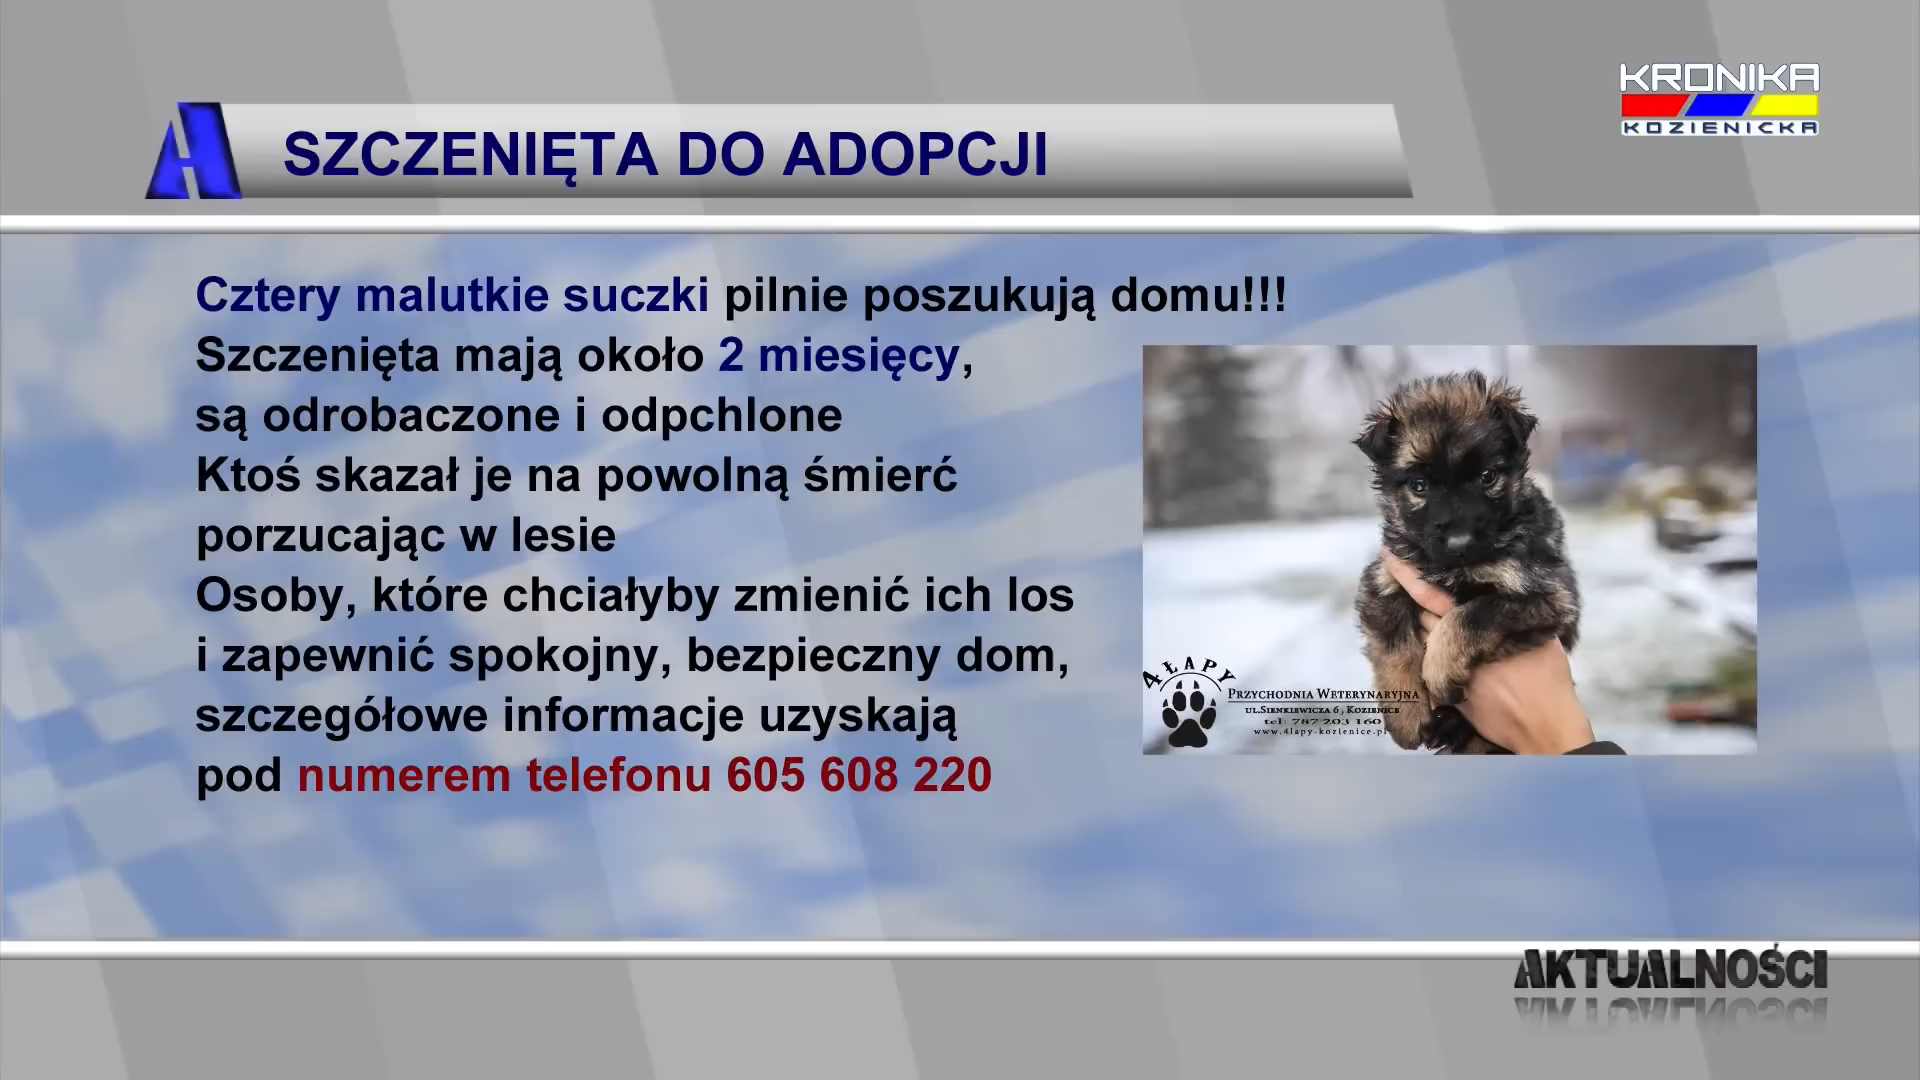 KRONIKA
KOZIENICKA
SZCZENIĘTA DO ADOPCJI
Cztery malutkie suczki pilnie poszukują domu!!!
Szczenięta mają około 2 miesięcy,
są odrobaczone i odpchlone
Ktoś skazał je na powolną śmierć
porzucając w lesie
Osoby, które chciałyby zmienić ich los
i zapewnić spokojny, bezpieczny dom,
szczegółowe informacje uzyskają
pod numerem telefonu 605 608 220
4ŁAPY
PRZYCHODNIA WETERYNARYJNA
UL.SIENKIEWICZA 6, KOZIENICE
tel: 787 203 160
www.4lapy-kozienice.pl
AKTUALNOŚCI